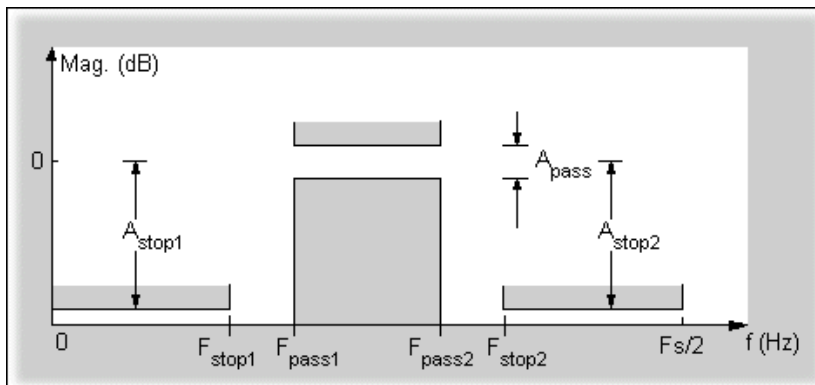 Mag. (dB)
0
A_pass
A_stop1
A_stop2
0
F_stop1
F_pass1
F_pass2
F_stop2
Fs/2
f (Hz)